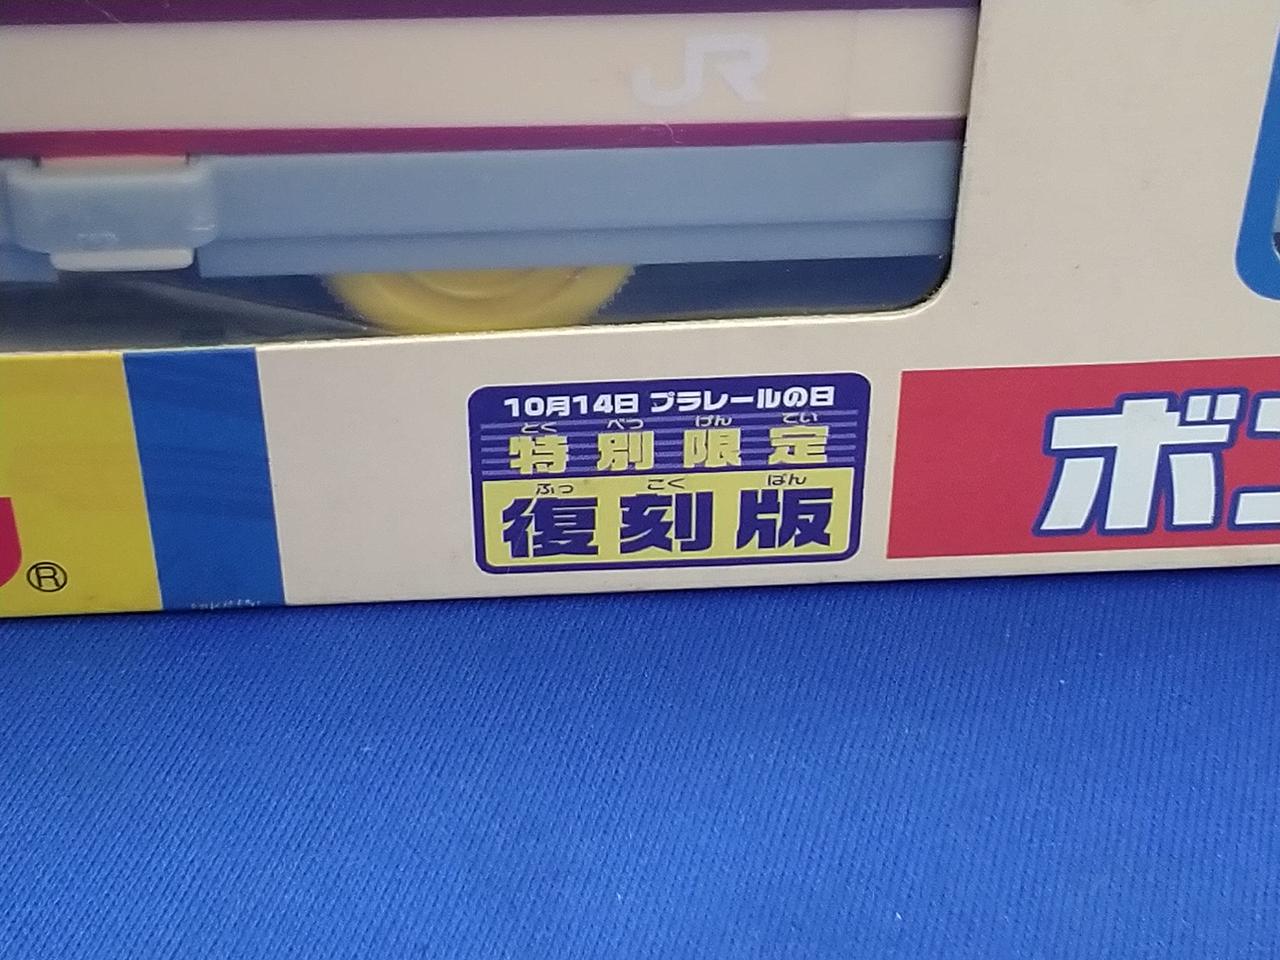 JR
10月14日 プラレールの日
とくべつげんてい
特別限定
ふっこくばん
復刻版
ボ
®